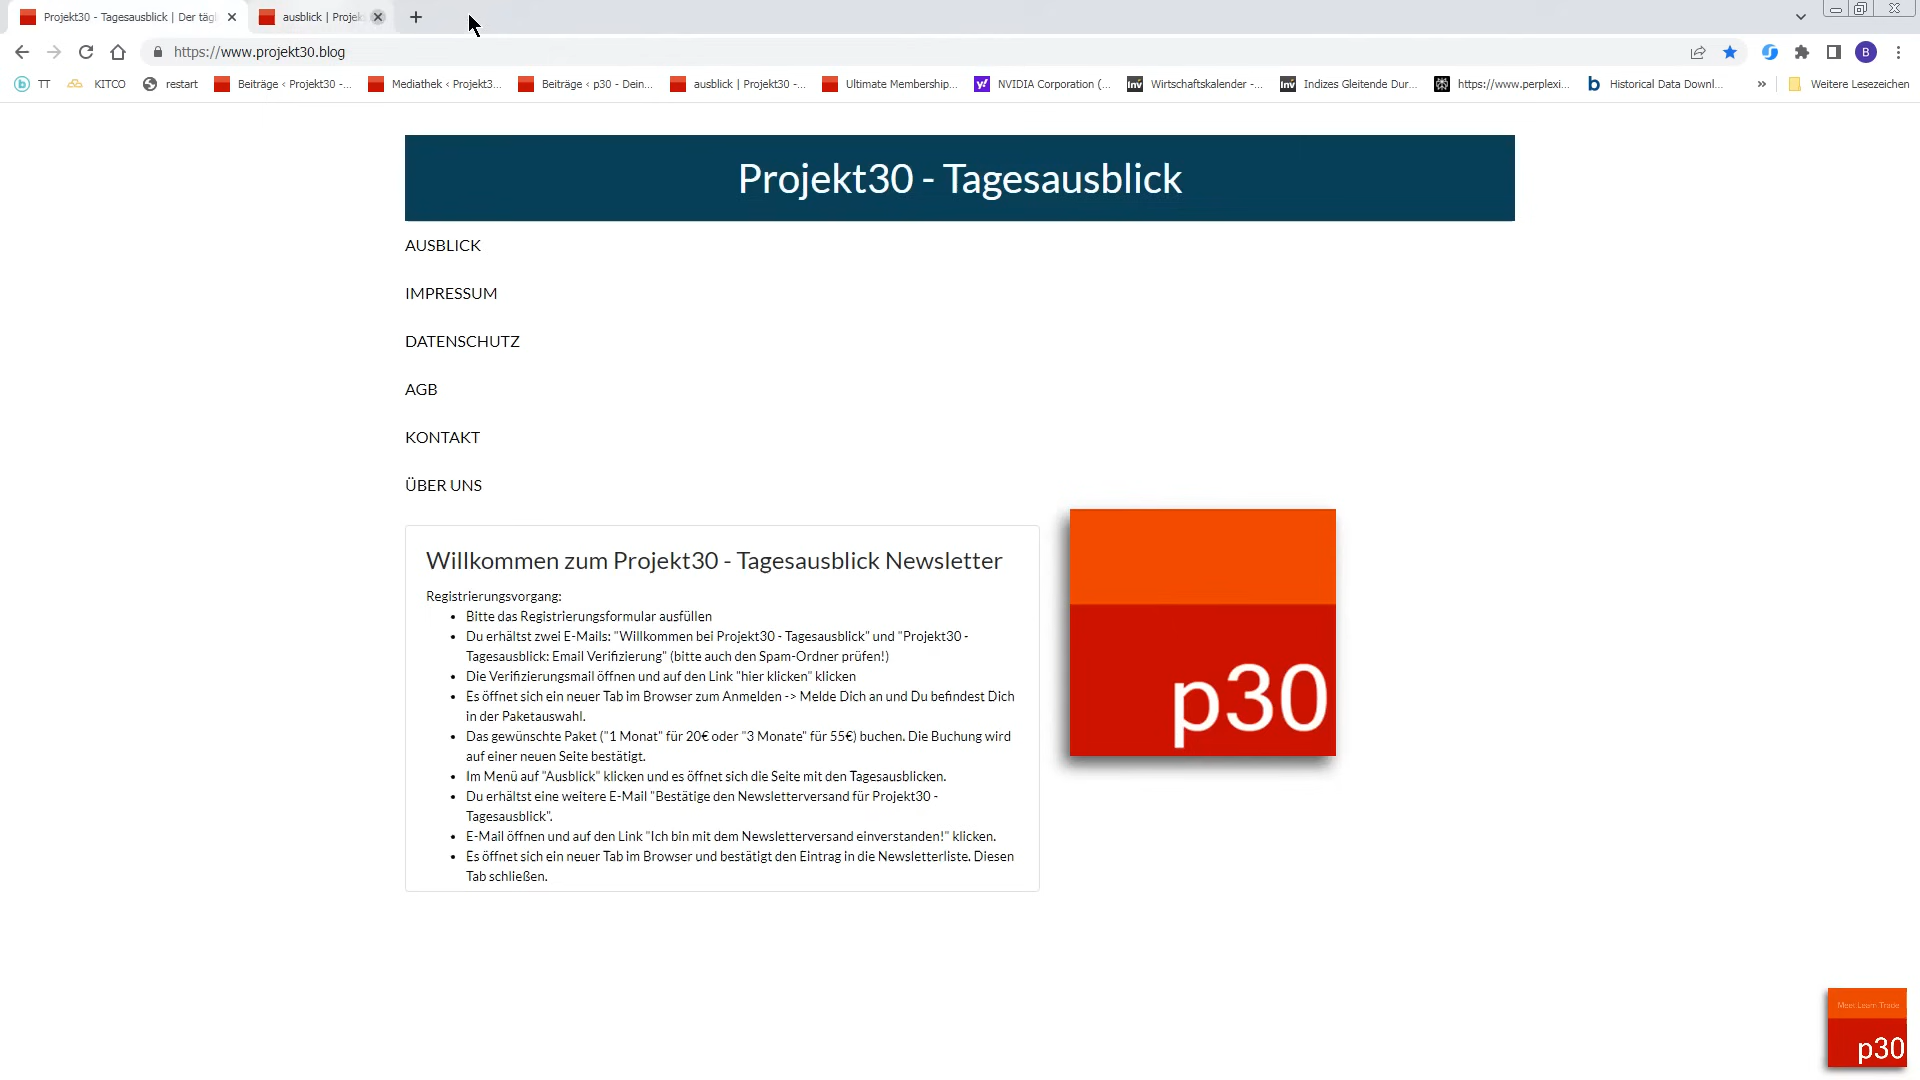 Projekt30 - Tagesausblick | Der täg
ausblick | Projek
https://www.projekt30.blog
B
TT
KITCO
restart
Beiträge ‹ Projekt30 -...
Mediathek ‹ Projekt3...
Beiträge ‹ p30 - Dein...
ausblick | Projekt30 -...
Ultimate Membership...
NVIDIA Corporation (...
Inv
Wirtschaftskalender -...
Inv
Indizes Gleitende Dur...
https://www.perplexi...
b
Historical Data Downl...
»
Weitere Lesezeichen
Projekt30 - Tagesausblick
AUSBLICK
IMPRESSUM
DATENSCHUTZ
AGB
KONTAKT
ÜBER UNS
Willkommen zum Projekt30 - Tagesausblick Newsletter
Registrierungsvorgang:
• Bitte das Registrierungsformular ausfüllen
• Du erhältst zwei E-Mails: "Willkommen bei Projekt30 - Tagesausblick" und "Projekt30 -
Tagesausblick: Email Verifizierung" (bitte auch den Spam-Ordner prüfen!)
• Die Verifizierungsmail öffnen und auf den Link "hier klicken" klicken
• Es öffnet sich ein neuer Tab im Browser zum Anmelden -> Melde Dich an und Du befindest Dich
in der Paketauswahl.
• Das gewünschte Paket ("1 Monat" für 20€ oder "3 Monate" für 55€) buchen. Die Buchung wird
auf einer neuen Seite bestätigt.
• Im Menü auf "Ausblick" klicken und es öffnet sich die Seite mit den Tagesausblicken.
• Du erhältst eine weitere E-Mail "Bestätige den Newsletterversand für Projekt30 -
Tagesausblick".
• E-Mail öffnen und auf den Link "Ich bin mit dem Newsletterversand einverstanden!" klicken.
• Es öffnet sich ein neuer Tab im Browser und bestätigt den Eintrag in die Newsletterliste. Diesen
Tab schließen.
p30
p30